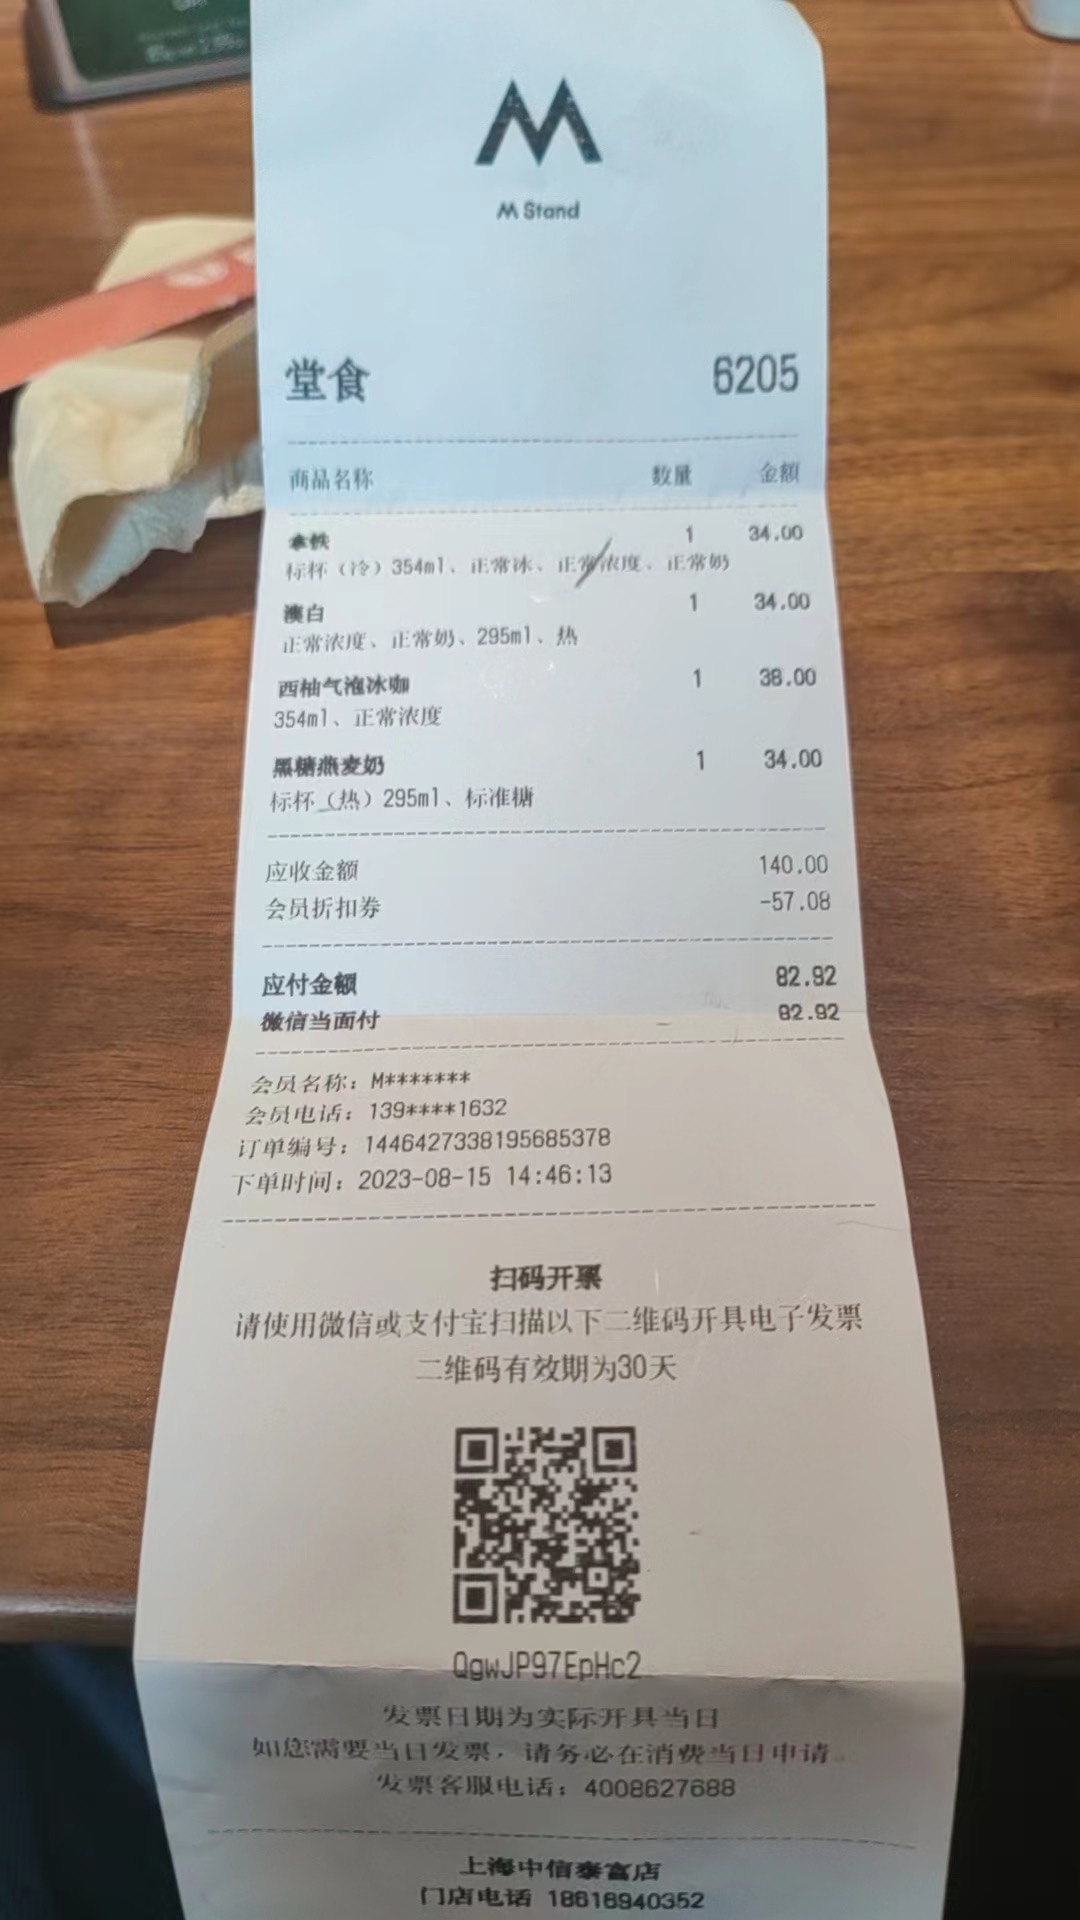 M Stand
堂食 6205
商品名称 数量 金额
拿铁 1 34.00
标杯（冷）354ml、正常冰、正常浓度、正常奶
澳白 1 34.00
正常浓度、正常奶、295ml、热
西柚气泡冰咖 1 38.00
354ml、正常浓度
黑糖燕麦奶 1 34.00
标杯（热）295ml、标准糖
应收金额 140.00
会员折扣券 -57.08
应付金额 82.92
微信当面付 82.92
会员名称：M*******
会员电话：139****1632
订单编号：1446427338195685378
下单时间：2023-08-15 14:46:13
扫码开票
请使用微信或支付宝扫描以下二维码开具电子发票
二维码有效期为30天
QgwJP97EpHc2
发票日期为实际开具当日
如您需要当日发票，请务必在消费当日申请。
发票客服电话：4008627688
上海中信泰富店
门店电话 18616940352